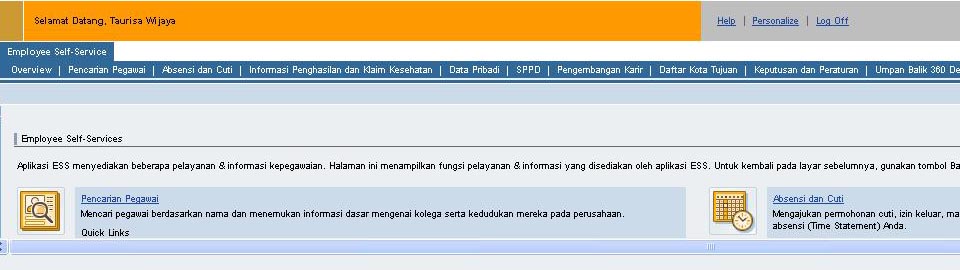 Selamat Datang, Taurisa Wijaya
Help | Personalize | Log Off
Employee Self-Service
Overview | Pencarian Pegawai | Absensi dan Cuti | Informasi Penghasilan dan Klaim Kesehatan | Data Pribadi | SPPD | Pengembangan Karir | Daftar Kota Tujuan | Keputusan dan Peraturan | Umpan Balik 360 De
Employee Self-Services
Aplikasi ESS menyediakan beberapa pelayanan & informasi kepegawaian. Halaman ini menampilkan fungsi pelayanan & informasi yang disediakan oleh aplikasi ESS. Untuk kembali pada layar sebelumnya, gunakan tombol Ba
Pencarian Pegawai
Mencari pegawai berdasarkan nama dan menemukan informasi dasar mengenai kolega serta kedudukan mereka pada perusahaan.
Quick Links
Absensi dan Cuti
Mengajukan permohonan cuti, izin keluar, ma
absensi (Time Statement) Anda.